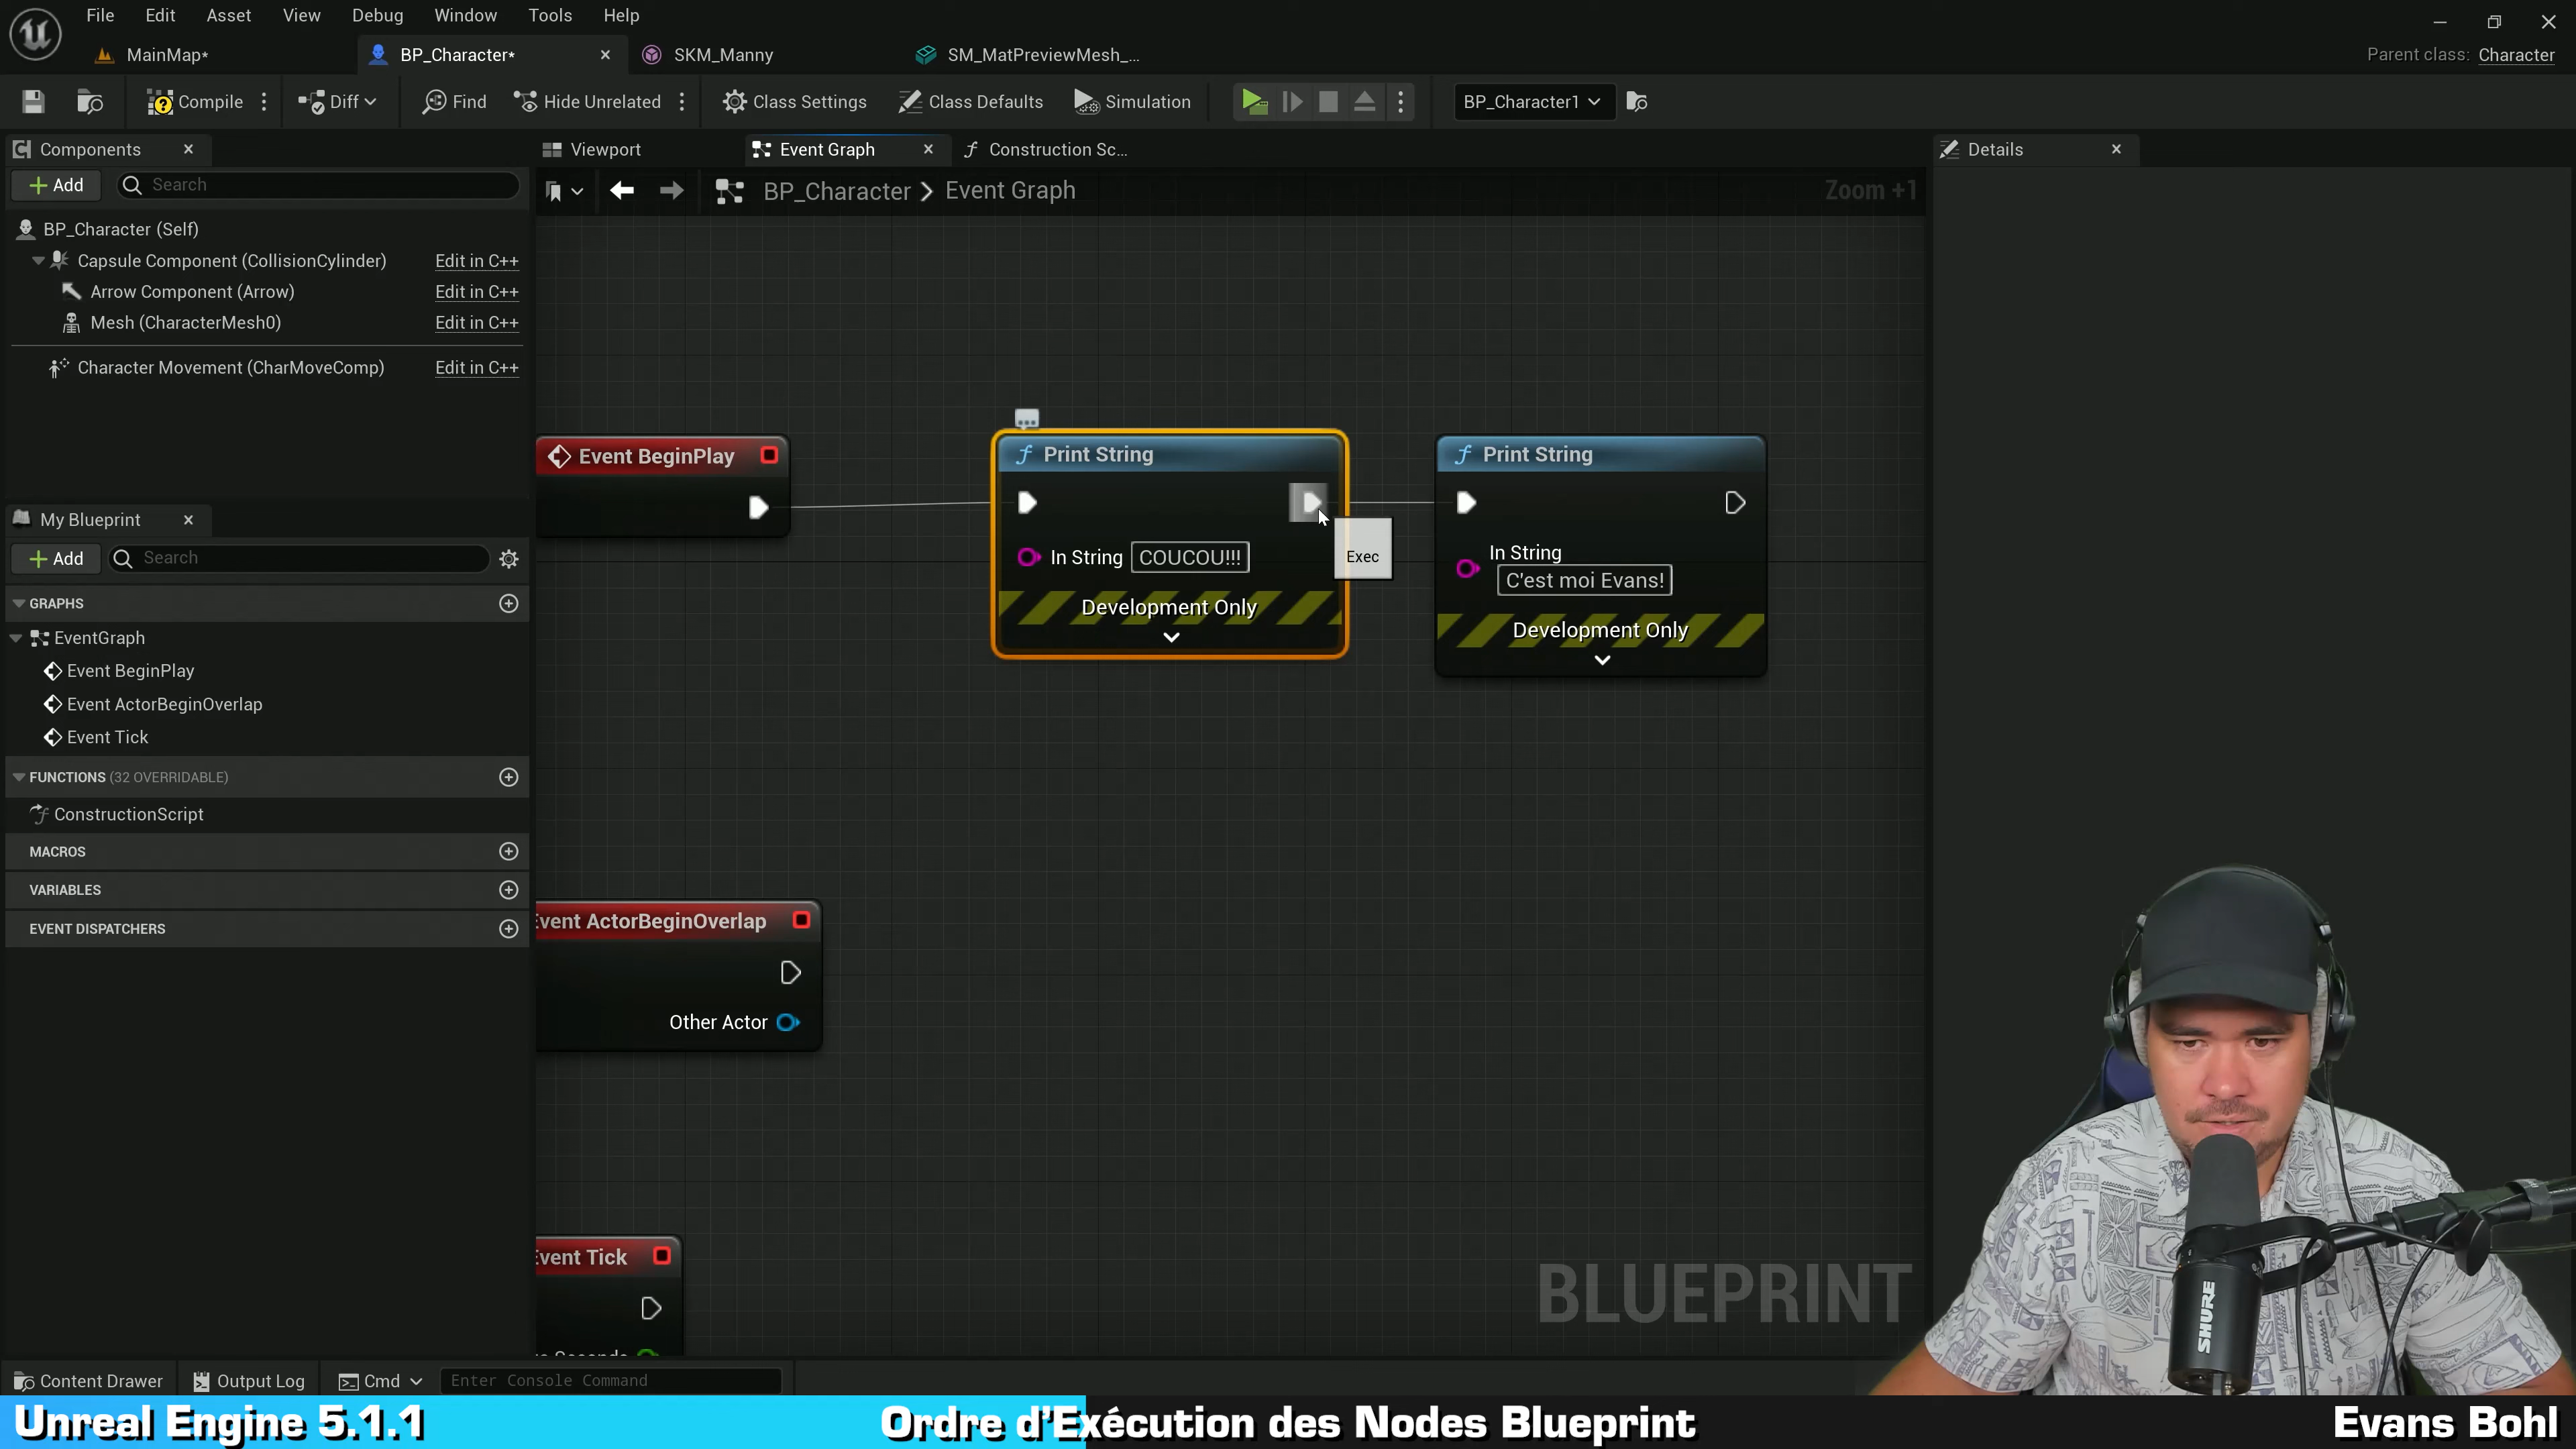 File Edit Asset View Debug Window Tools Help
MainMap* BP_Character* SKM_Manny SM_MatPreviewMesh_... Parent class: Character
Compile Diff Find Hide Unrelated Class Settings Class Defaults Simulation BP_Character1
Components Viewport Event Graph Construction Sc... Details
Add Search
BP_Character > Event Graph Zoom +1
BP_Character (Self)
Capsule Component (CollisionCylinder) Edit in C++
Arrow Component (Arrow) Edit in C++
Mesh (CharacterMesh0) Edit in C++
Character Movement (CharMoveComp) Edit in C++
My Blueprint
Add Search
GRAPHS
EventGraph
Event BeginPlay
Event ActorBeginOverlap
Event Tick
FUNCTIONS (32 OVERRIDABLE)
ConstructionScript
MACROS
VARIABLES
EVENT DISPATCHERS
Event BeginPlay
Print String
In String COUCOU!!!
Development Only
Exec
Print String
In String
C'est moi Evans!
Development Only
Event ActorBeginOverlap
Other Actor
Event Tick
BLUEPRINT
SHURE
Content Drawer Output Log Cmd Enter Console Command
Unreal Engine 5.1.1 Ordre d'Exécution des Nodes Blueprint Evans Bohl